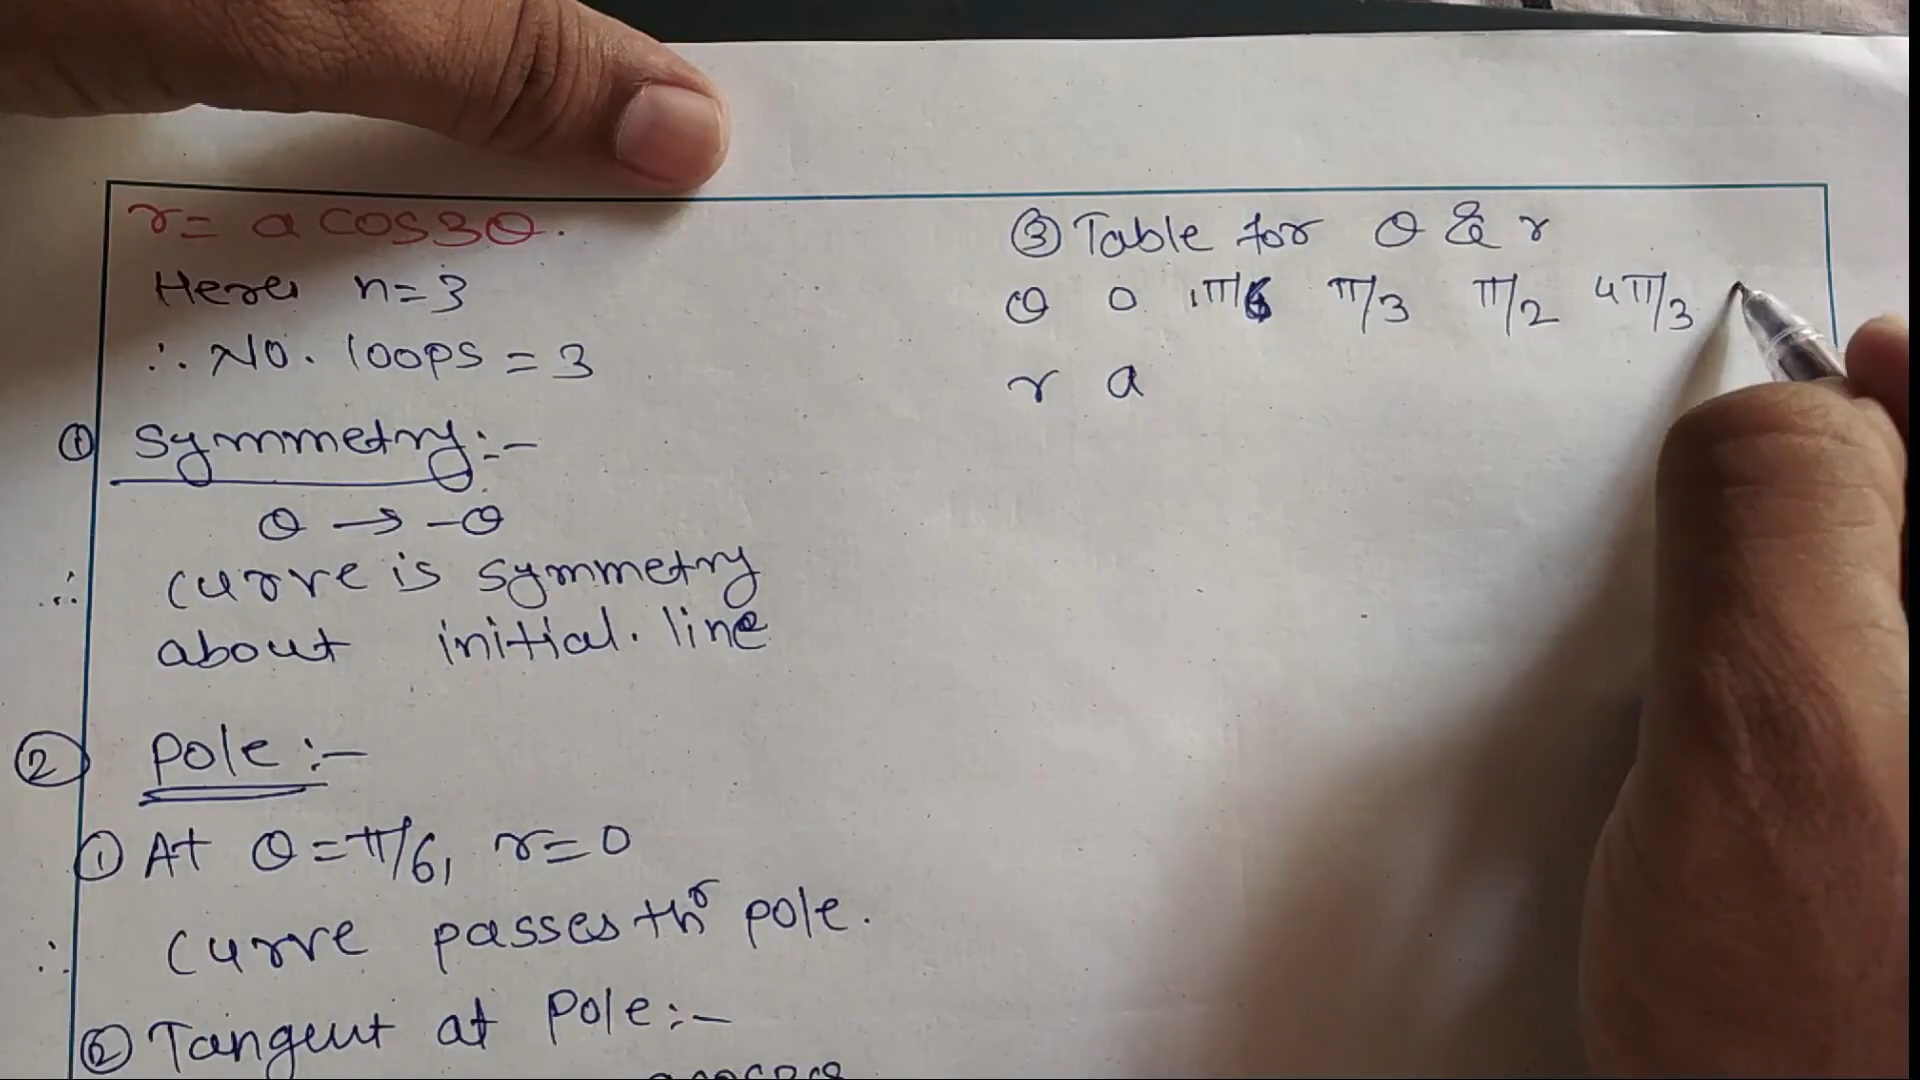 r = a cos3θ.
Here n=3
∴ No. loops = 3
① Symmetry:-
θ → -θ
∴ curve is symmetry
about initial. line
② Pole:-
① At θ = π/6, r=0
∴ curve passes thr pole.
② Tangent at Pole:-
③ Table for θ & r
θ 0 π/6 π/3 π/2 4π/3
r a